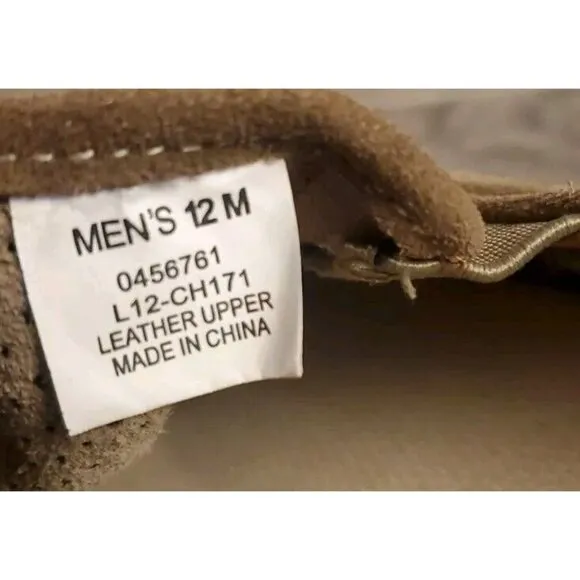 MEN'S 12 M
0456761
L12-CH171
LEATHER UPPER
MADE IN CHINA